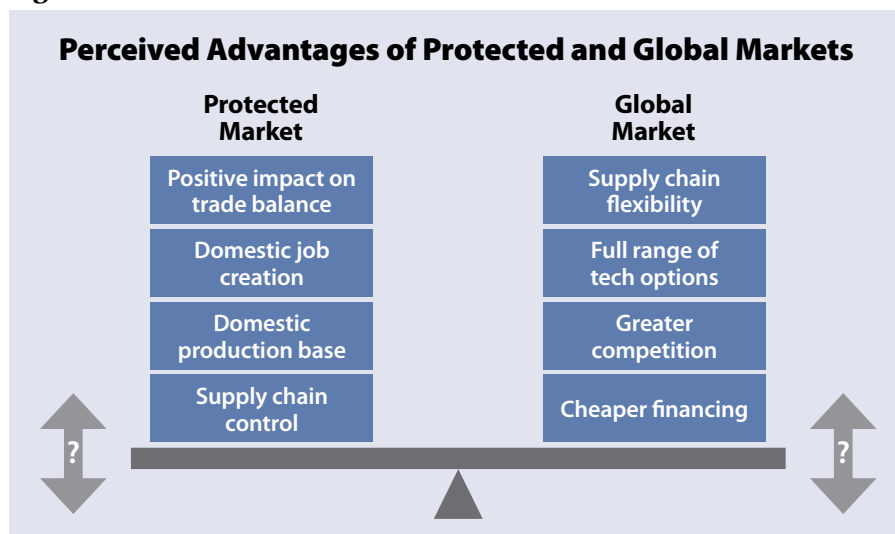 Perceived Advantages of Protected and Global Markets
Protected
Market
Positive impact on
trade balance
Domestic job
creation
Domestic
production base
Supply chain
control
Global
Market
Supply chain
flexibility
Full range of
tech options
Greater
competition
Cheaper financing
?
?